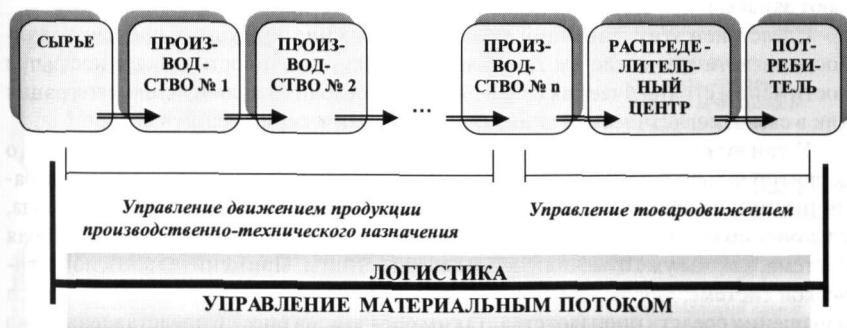 СЫРЬЕ
ПРОИЗ-
ВОД-
СТВО № 1
ПРОИЗ-
ВОД-
СТВО № 2
...
ПРОИЗ-
ВОД-
СТВО № n
РАСПРЕДЕ-
ЛИТЕЛЬ-
НЫЙ
ЦЕНТР
ПОТ-
РЕБИ-
ТЕЛЬ
Управление движением продукции
производственно-технического назначения
Управление товародвижением
ЛОГИСТИКА
УПРАВЛЕНИЕ МАТЕРИАЛЬНЫМ ПОТОКОМ